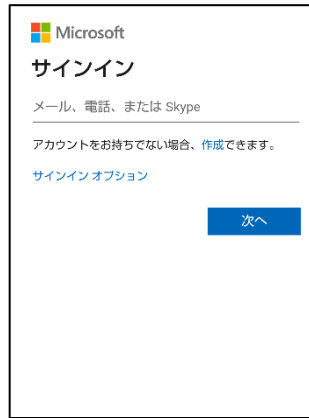 Microsoft
サインイン
メール、電話、または Skype
アカウントをお持ちでない場合、作成できます。
サインイン オプション
次へ